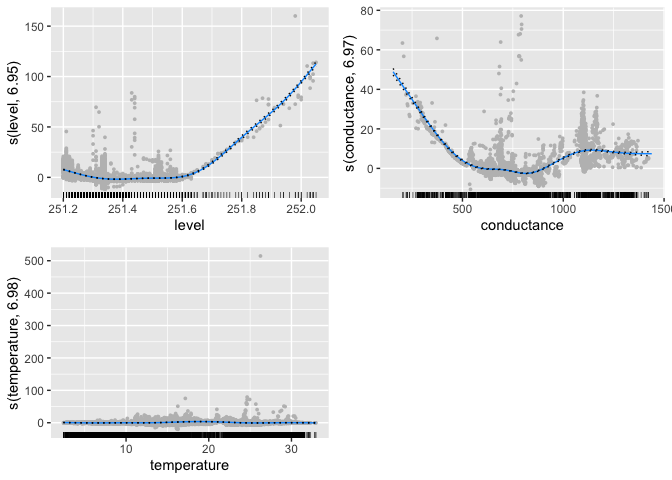 150
100
50
0
s(level, 6.95)
251.2 251.4 251.6 251.8 252.0
level
80
60
40
20
0
s(conductance, 6.97)
500 1000 1500
conductance
500
400
300
200
100
0
s(temperature, 6.98)
10 20 30
temperature